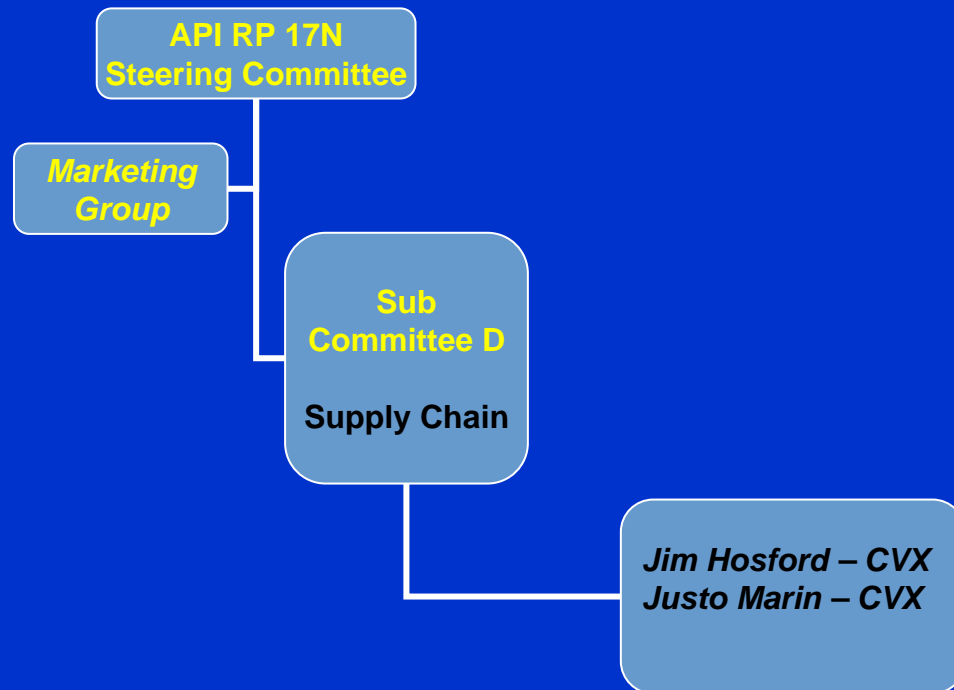 API RP 17N
Steering Committee
Marketing
Group
Sub
Committee D
Supply Chain
Jim Hosford – CVX
Justo Marin – CVX